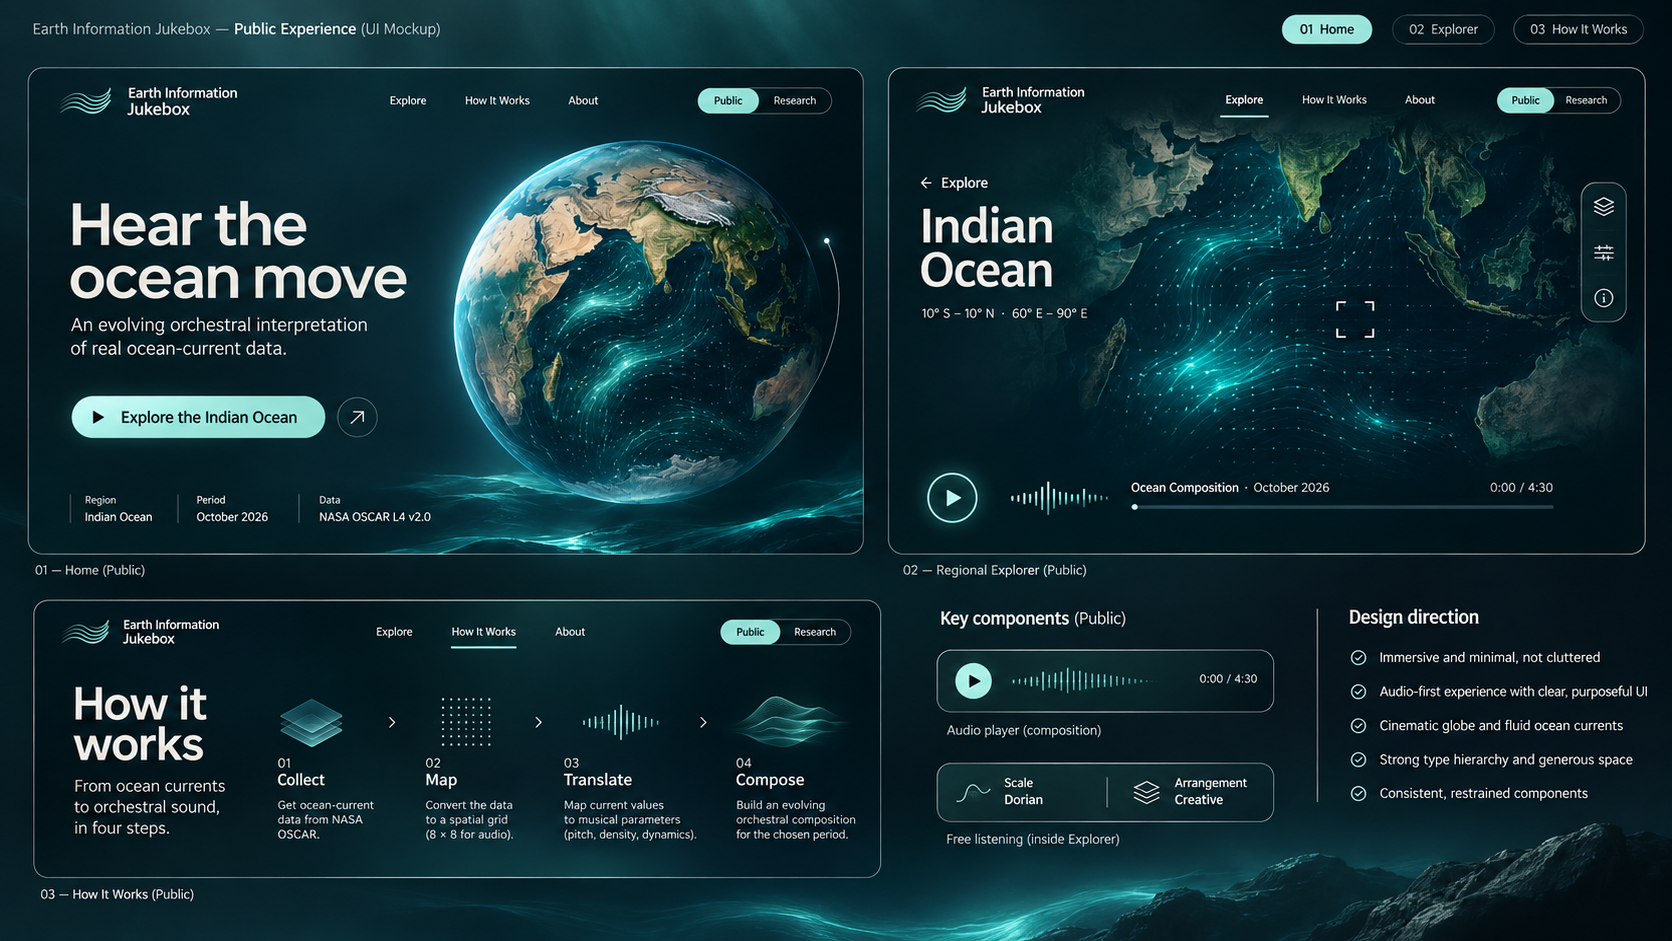 Earth Information Jukebox — Public Experience (UI Mockup)
01 Home
02 Explorer
03 How It Works
Earth Information
Jukebox
Explore
How It Works
About
Public
Research
Hear the
ocean move
An evolving orchestral interpretation
of real ocean-current data.
Explore the Indian Ocean
Region
Indian Ocean
Period
October 2026
Data
NASA OSCAR L4 v2.0
01 — Home (Public)
Earth Information
Jukebox
Explore
How It Works
About
Public
Research
← Explore
Indian
Ocean
10° S – 10° N · 60° E – 90° E
Ocean Composition · October 2026
0:00 / 4:30
02 — Regional Explorer (Public)
Earth Information
Jukebox
Explore
How It Works
About
Public
Research
How it
works
From ocean currents
to orchestral sound,
in four steps.
01
Collect
Get ocean-current
data from NASA
OSCAR.
02
Map
Convert the data
to a spatial grid
(8 × 8 for audio).
03
Translate
Map current values
to musical parameters
(pitch, density, dynamics).
04
Compose
Build an evolving
orchestral composition
for the chosen period.
03 — How It Works (Public)
Key components (Public)
0:00 / 4:30
Audio player (composition)
Scale
Dorian
Arrangement
Creative
Free listening (inside Explorer)
Design direction
Immersive and minimal, not cluttered
Audio-first experience with clear, purposeful UI
Cinematic globe and fluid ocean currents
Strong type hierarchy and generous space
Consistent, restrained components